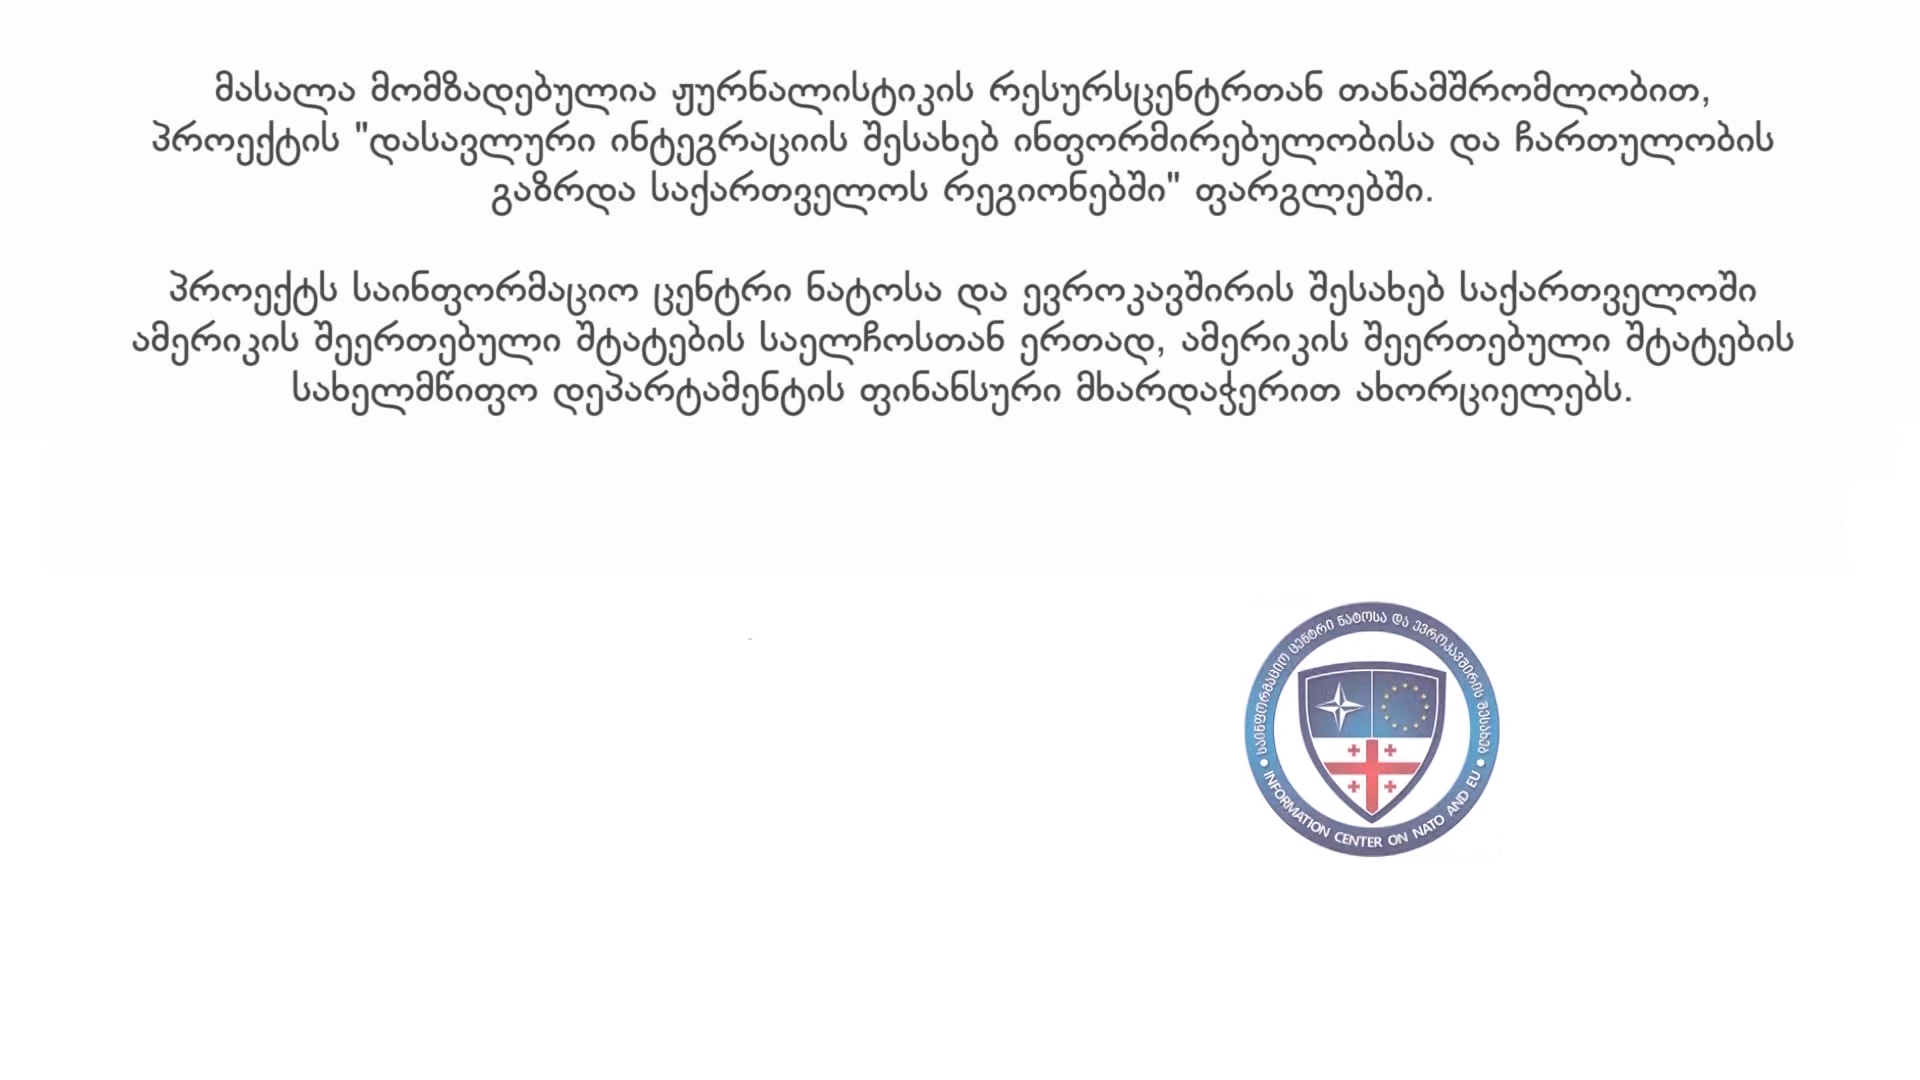 მასალა მომზადებულია ჟურნალისტიკის რესურსცენტრთან თანამშრომლობით,
პროექტის "დასავლური ინტეგრაციის შესახებ ინფორმირებულობისა და ჩართულობის
გაზრდა საქართველოს რეგიონებში" ფარგლებში.
პროექტს საინფორმაციო ცენტრი ნატოსა და ევროკავშირის შესახებ საქართველოში
ამერიკის შეერთებული შტატების საელჩოსთან ერთად, ამერიკის შეერთებული შტატების
სახელმწიფო დეპარტამენტის ფინანსური მხარდაჭერით ახორციელებს.
საინფორმაციო ცენტრი ნატოსა და ევროკავშირის შესახებ
INFORMATION CENTER ON NATO AND EU